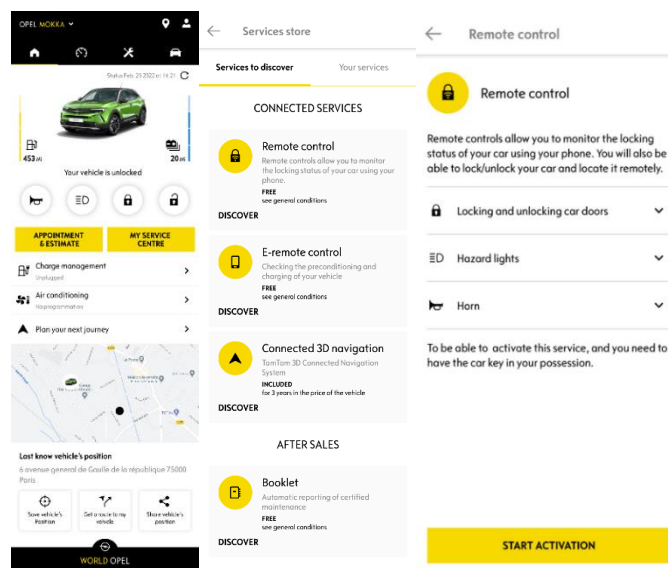 OPEL MOKKA
Status Feb. 23 2022 at 14:21
453 Mi
20 Mi
Your vehicle is unlocked
APPOINTMENT
& ESTIMATE
MY SERVICE
CENTRE
Charge management
Unplugged
Air conditioning
No programmation
Plan your next journey
Last know vehicle's position
6 avenue general de Gaulle de la république 75000
Paris
Save vehicle's
Position
Get a route to my
vehicle
Share vehicle's
position
WORLD OPEL
Services store
Services to discover
Your services
CONNECTED SERVICES
Remote control
Remote controls allow you to monitor
the locking status of your car using your
phone.
FREE
see general conditions
DISCOVER
E-remote control
Checking the preconditioning and
charging of your vehicle
FREE
see general conditions
DISCOVER
Connected 3D navigation
TomTom 3D Connected Navigation
System
INCLUDED
for 3 years in the price of the vehicle
DISCOVER
AFTER SALES
Booklet
Automatic reporting of certified
maintenance
FREE
see general conditions
DISCOVER
Remote control
Remote control
Remote controls allow you to monitor the locking
status of your car using your phone. You will also be
able to lock/unlock your car and locate it remotely.
Locking and unlocking car doors
Hazard lights
Horn
To be able to activate this service, and you need to
have the car key in your possession.
START ACTIVATION